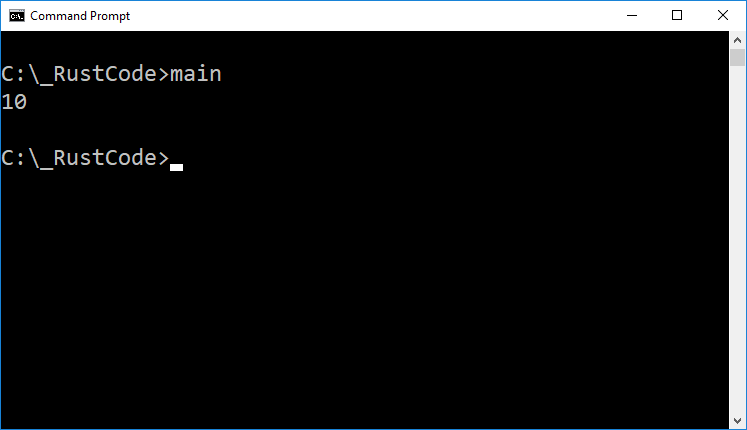 Command Prompt
C:\_RustCode>main
10
C:\_RustCode>